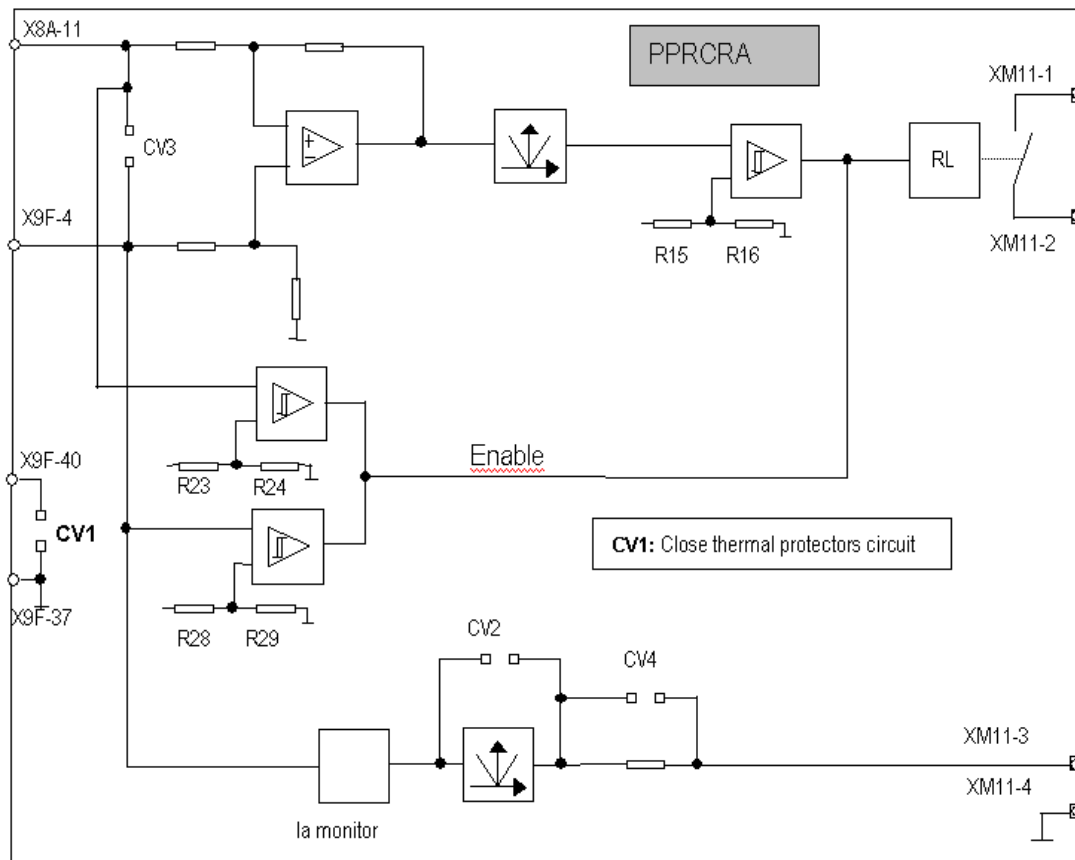 X8A-11
PPRCRA
XM11-1
CV3
+
−
RL
X9F-4
R15 R16
XM11-2
X9F-40
Enable
R23 R24
CV1
CV1: Close thermal protectors circuit
X9F-37
R28 R29
CV2
CV4
XM11-3
XM11-4
Ia monitor